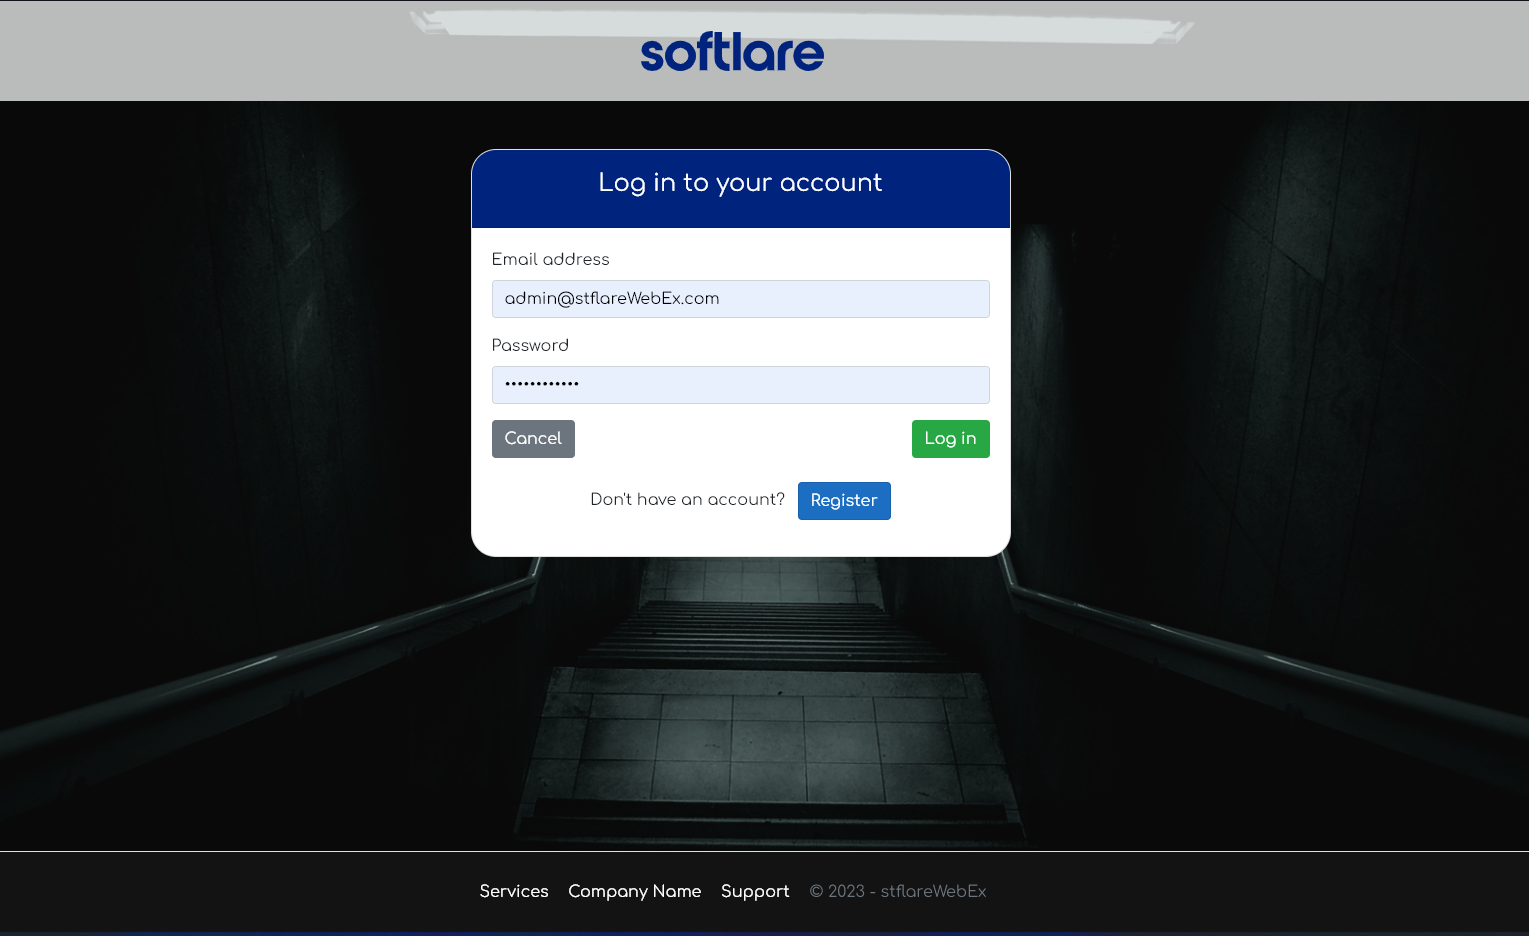 softlare
Log in to your account
Email address
admin@stflareWebEx.com
Password
••••••••••••
Cancel Log in
Don't have an account? Register
Services Company Name Support © 2023 - stflareWebEx